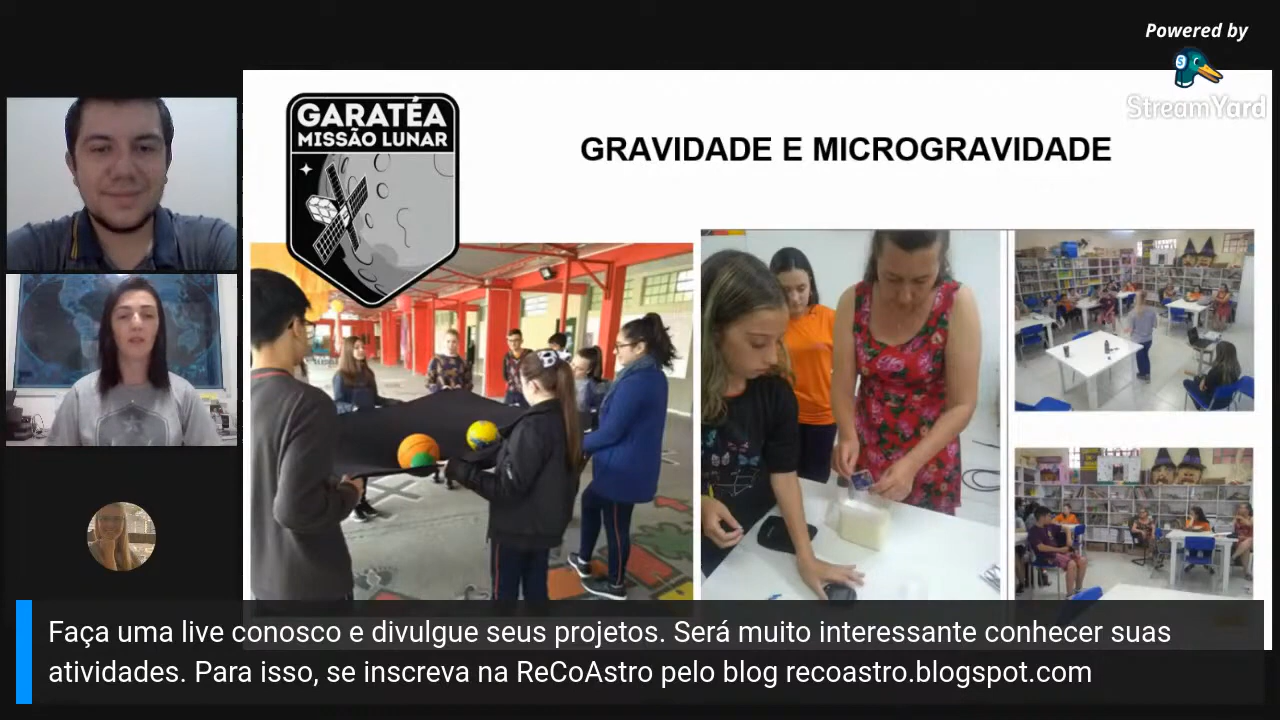 Powered by
StreamYard
GARATÉA
MISSÃO LUNAR
GRAVIDADE E MICROGRAVIDADE
Faça uma live conosco e divulgue seus projetos. Será muito interessante conhecer suas
atividades. Para isso, se inscreva na ReCoAstro pelo blog recoastro.blogspot.com